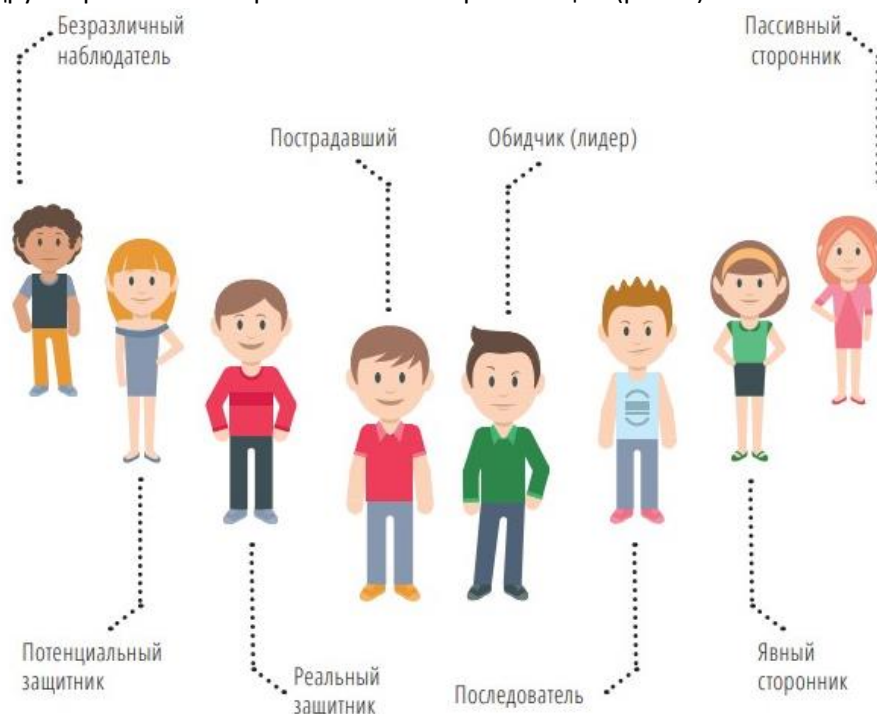 Безразличный
наблюдатель
Пассивный
сторонник
Пострадавший
Обидчик (лидер)
Потенциальный
защитник
Реальный
защитник
Последователь
Явный
сторонник